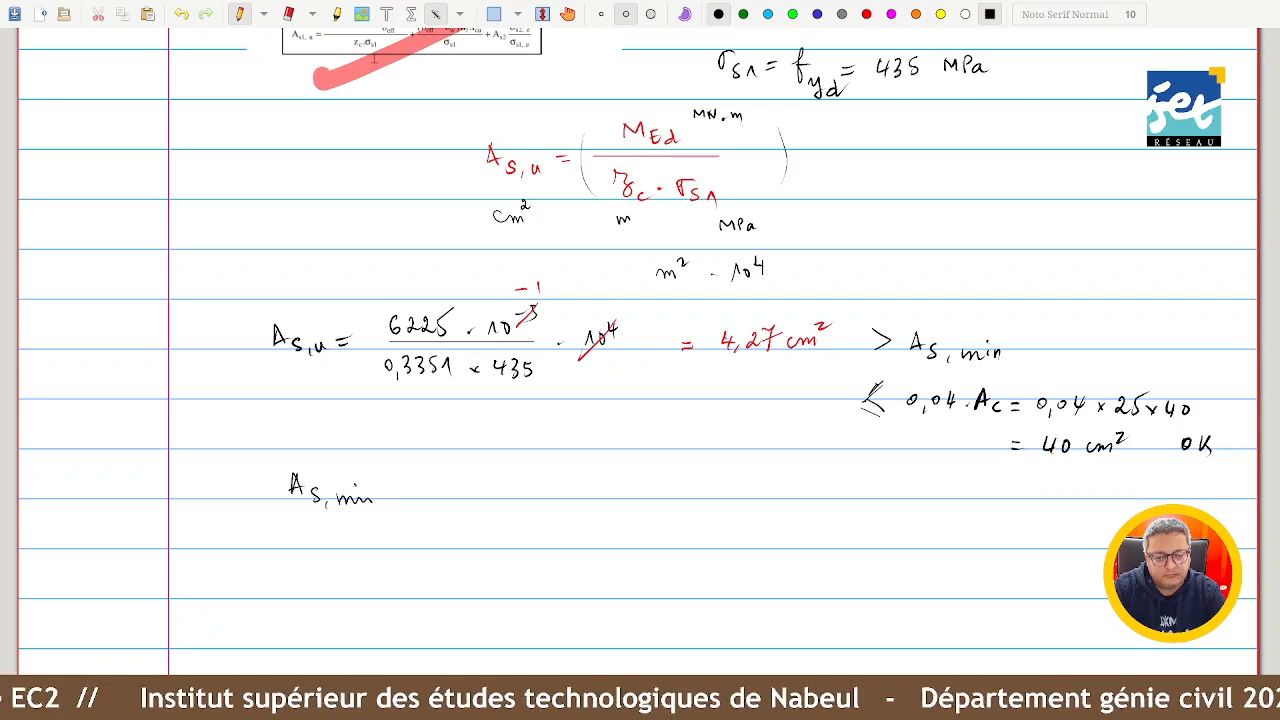 Noto Serif Normal 10
σs1 = fyd = 435 MPa
ISET
RÉSEAU
As,u = ( MEd / zc . σs1 ) MN.m
cm² m MPa
m² . 10⁴
As,u = 6225 . 10⁻³ / 0,3351 × 435 . 10⁴ = 4,27 cm² > As,min
-1
≤ 0,04 . Ac = 0,04 × 25 × 40
= 40 cm² OK
As,min
EC2 // Institut supérieur des études technologiques de Nabeul - Département génie civil 202